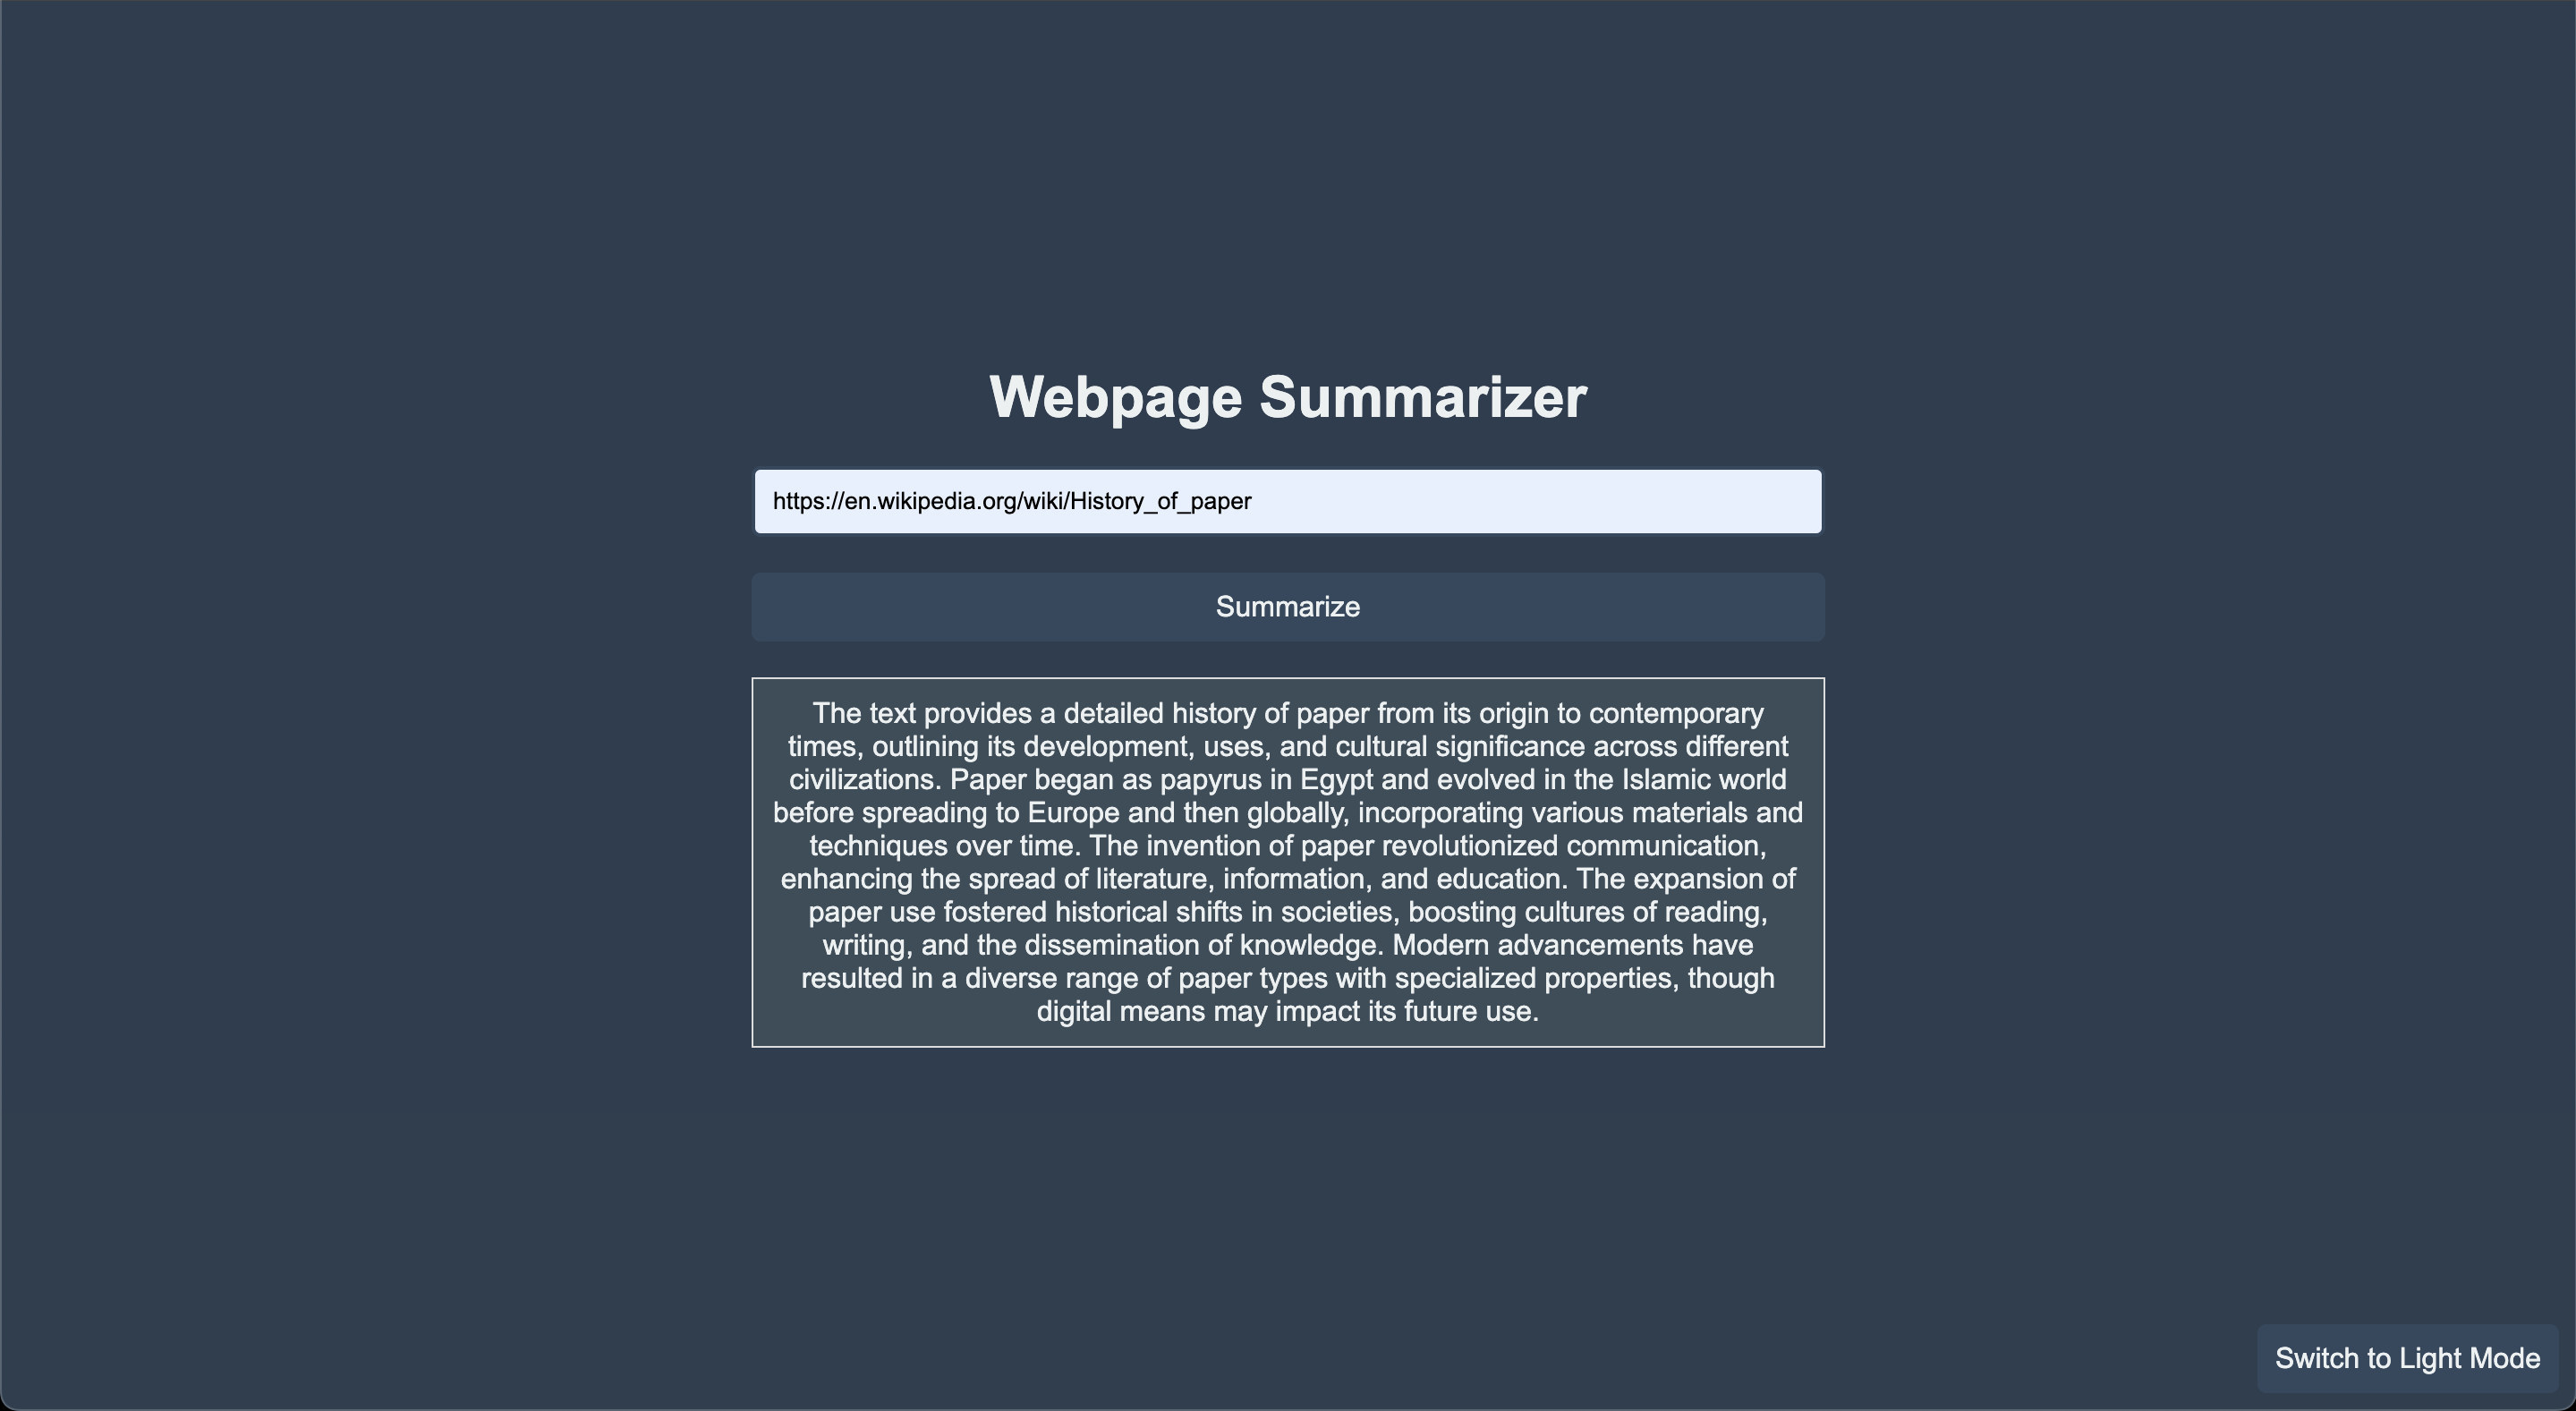 Webpage Summarizer
https://en.wikipedia.org/wiki/History_of_paper
Summarize
The text provides a detailed history of paper from its origin to contemporary
times, outlining its development, uses, and cultural significance across different
civilizations. Paper began as papyrus in Egypt and evolved in the Islamic world
before spreading to Europe and then globally, incorporating various materials and
techniques over time. The invention of paper revolutionized communication,
enhancing the spread of literature, information, and education. The expansion of
paper use fostered historical shifts in societies, boosting cultures of reading,
writing, and the dissemination of knowledge. Modern advancements have
resulted in a diverse range of paper types with specialized properties, though
digital means may impact its future use.
Switch to Light Mode